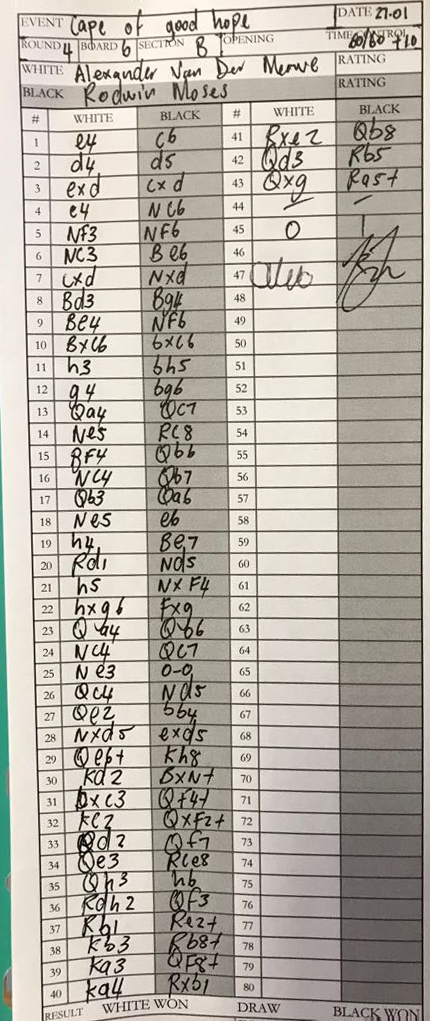 EVENT Cape of good hope DATE 27.01
ROUND 4 BOARD 6 SECTION B OPENING TIME CONTROL 60/60 +10
WHITE Alexander Van Der Merwe RATING
BLACK Rodwin Moses RATING
# WHITE BLACK # WHITE BLACK
1 e4 c6 41 Rxe2 Qb8
2 d4 d5 42 Qd3 Rb5
3 exd cxd 43 Qxg Ra5+
4 c4 Nc6 44 – –
5 NF3 NF6 45 0 1
6 NC3 Be6 46
7 cxd Nxd 47
8 Bd3 Bg4 48
9 Be4 NF6 49
10 BxC6 bxC6 50
11 h3 bh5 51
12 g4 bg6 52
13 Qa4 QC7 53
14 Ne5 RC8 54
15 BF4 Qb6 55
16 NC4 Qb7 56
17 Qb3 Qa6 57
18 Ne5 e6 58
19 h4 Be7 59
20 Rd1 Nd5 60
21 h5 NxF4 61
22 hxg6 Fxg 62
23 Qa4 Qb6 63
24 NC4 QC7 64
25 Ne3 0-0 65
26 QC4 Nd5 66
27 Qe2 bb4 67
28 Nxd5 exd5 68
29 Qe6+ Kh8 69
30 Kd2 BxN+ 70
31 bxc3 QF4+ 71
32 Ke2 QxF2+ 72
33 Qd2 QF7 73
34 Qe3 Rce8 74
35 Qh3 h6 75
36 Rdh2 QF3 76
37 Rb1 Re2+ 77
38 Kb3 Rb8+ 78
39 Ka3 QF8+ 79
40 Ka4 Rxb1 80
RESULT WHITE WON DRAW BLACK WON